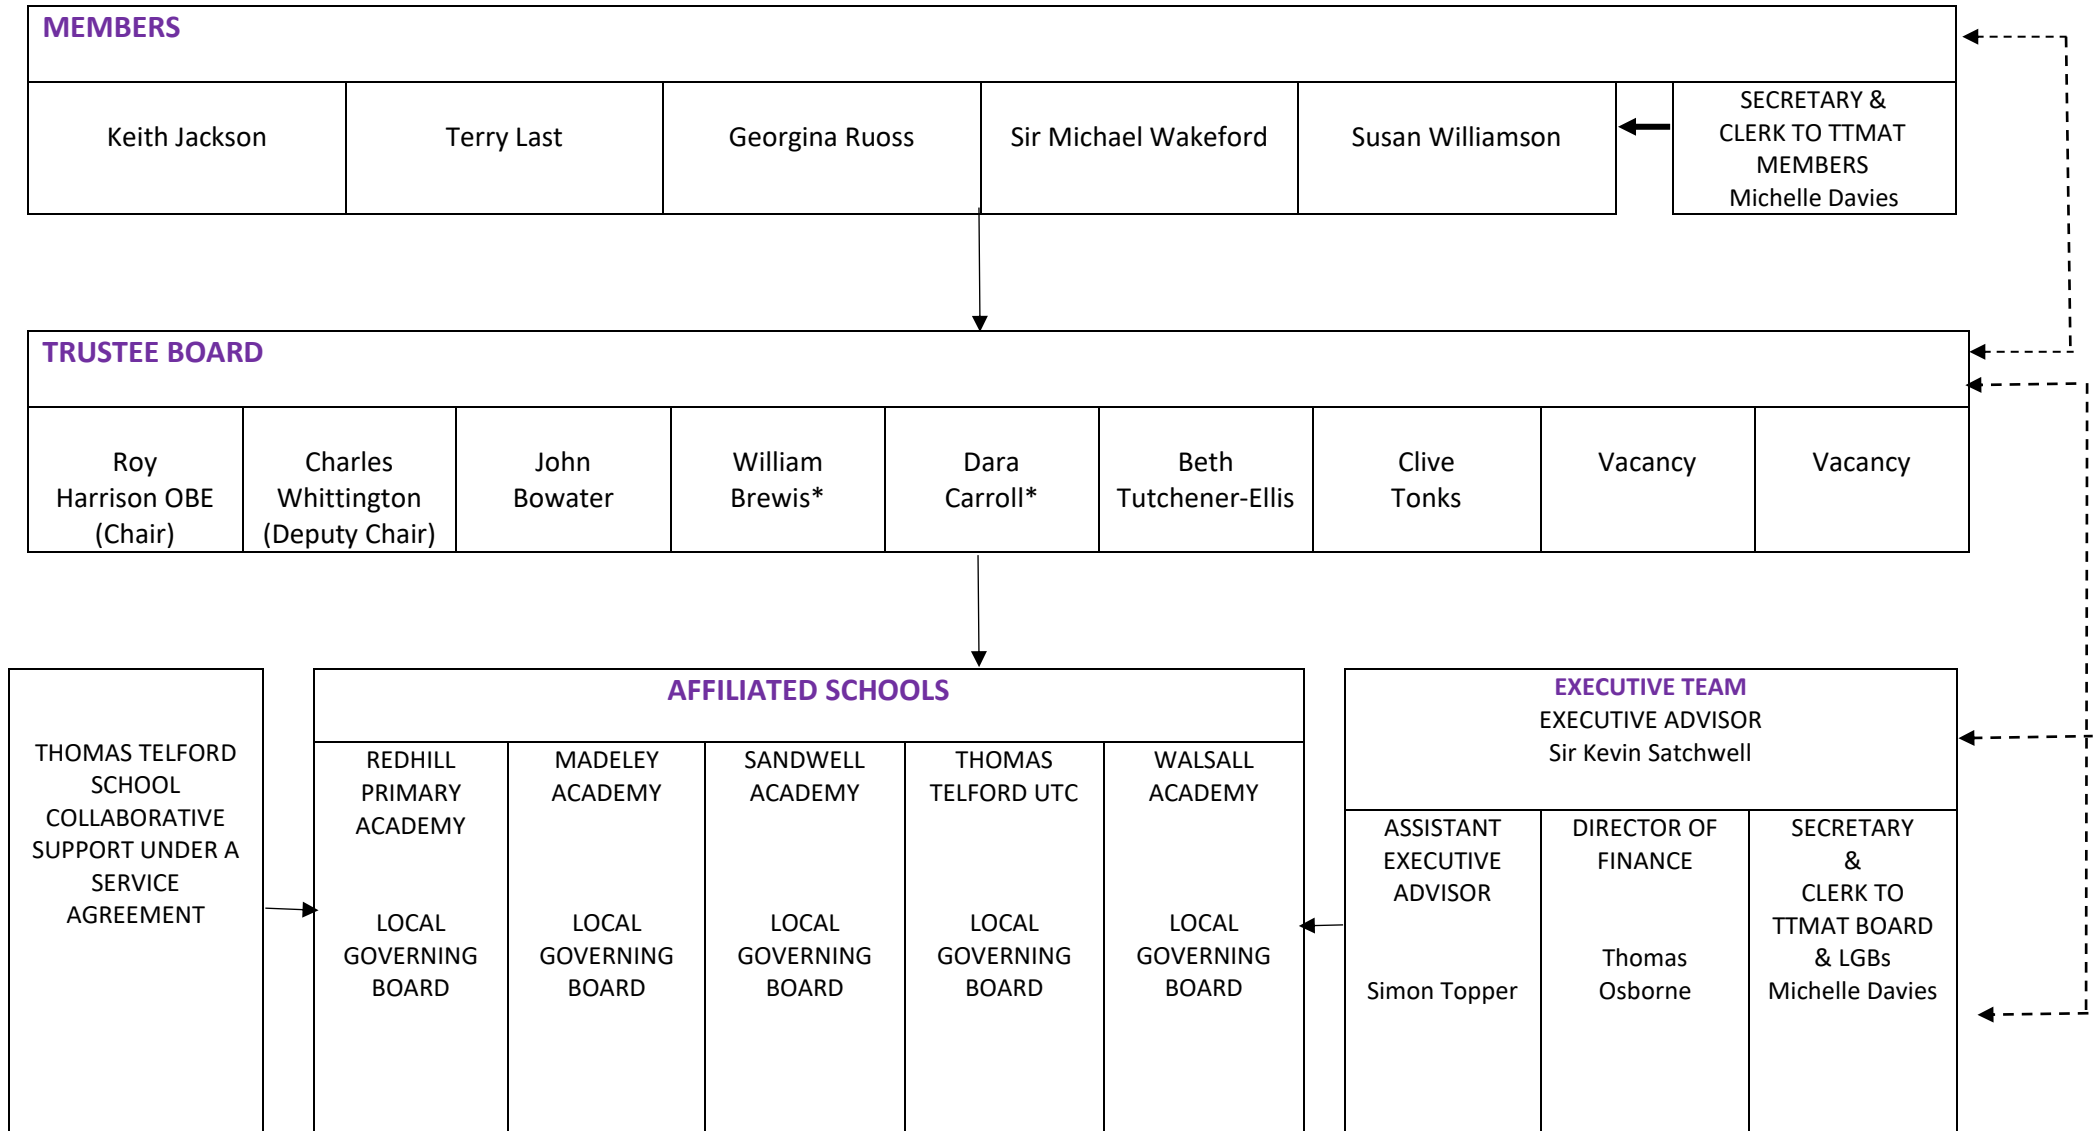 MEMBERS
Keith Jackson
Terry Last
Georgina Ruoss
Sir Michael Wakeford
Susan Williamson
SECRETARY &
CLERK TO TTMAT
MEMBERS
Michelle Davies
TRUSTEE BOARD
Roy
Harrison OBE
(Chair)
Charles
Whittington
(Deputy Chair)
John
Bowater
William
Brewis*
Dara
Carroll*
Beth
Tutchener-Ellis
Clive
Tonks
Vacancy
Vacancy
THOMAS TELFORD
SCHOOL
COLLABORATIVE
SUPPORT UNDER A
SERVICE
AGREEMENT
AFFILIATED SCHOOLS
REDHILL
PRIMARY
ACADEMY
LOCAL
GOVERNING
BOARD
MADELEY
ACADEMY
LOCAL
GOVERNING
BOARD
SANDWELL
ACADEMY
LOCAL
GOVERNING
BOARD
THOMAS
TELFORD UTC
LOCAL
GOVERNING
BOARD
WALSALL
ACADEMY
LOCAL
GOVERNING
BOARD
EXECUTIVE TEAM
EXECUTIVE ADVISOR
Sir Kevin Satchwell
ASSISTANT
EXECUTIVE
ADVISOR
Simon Topper
DIRECTOR OF
FINANCE
Thomas
Osborne
SECRETARY
&
CLERK TO
TTMAT BOARD
& LGBs
Michelle Davies